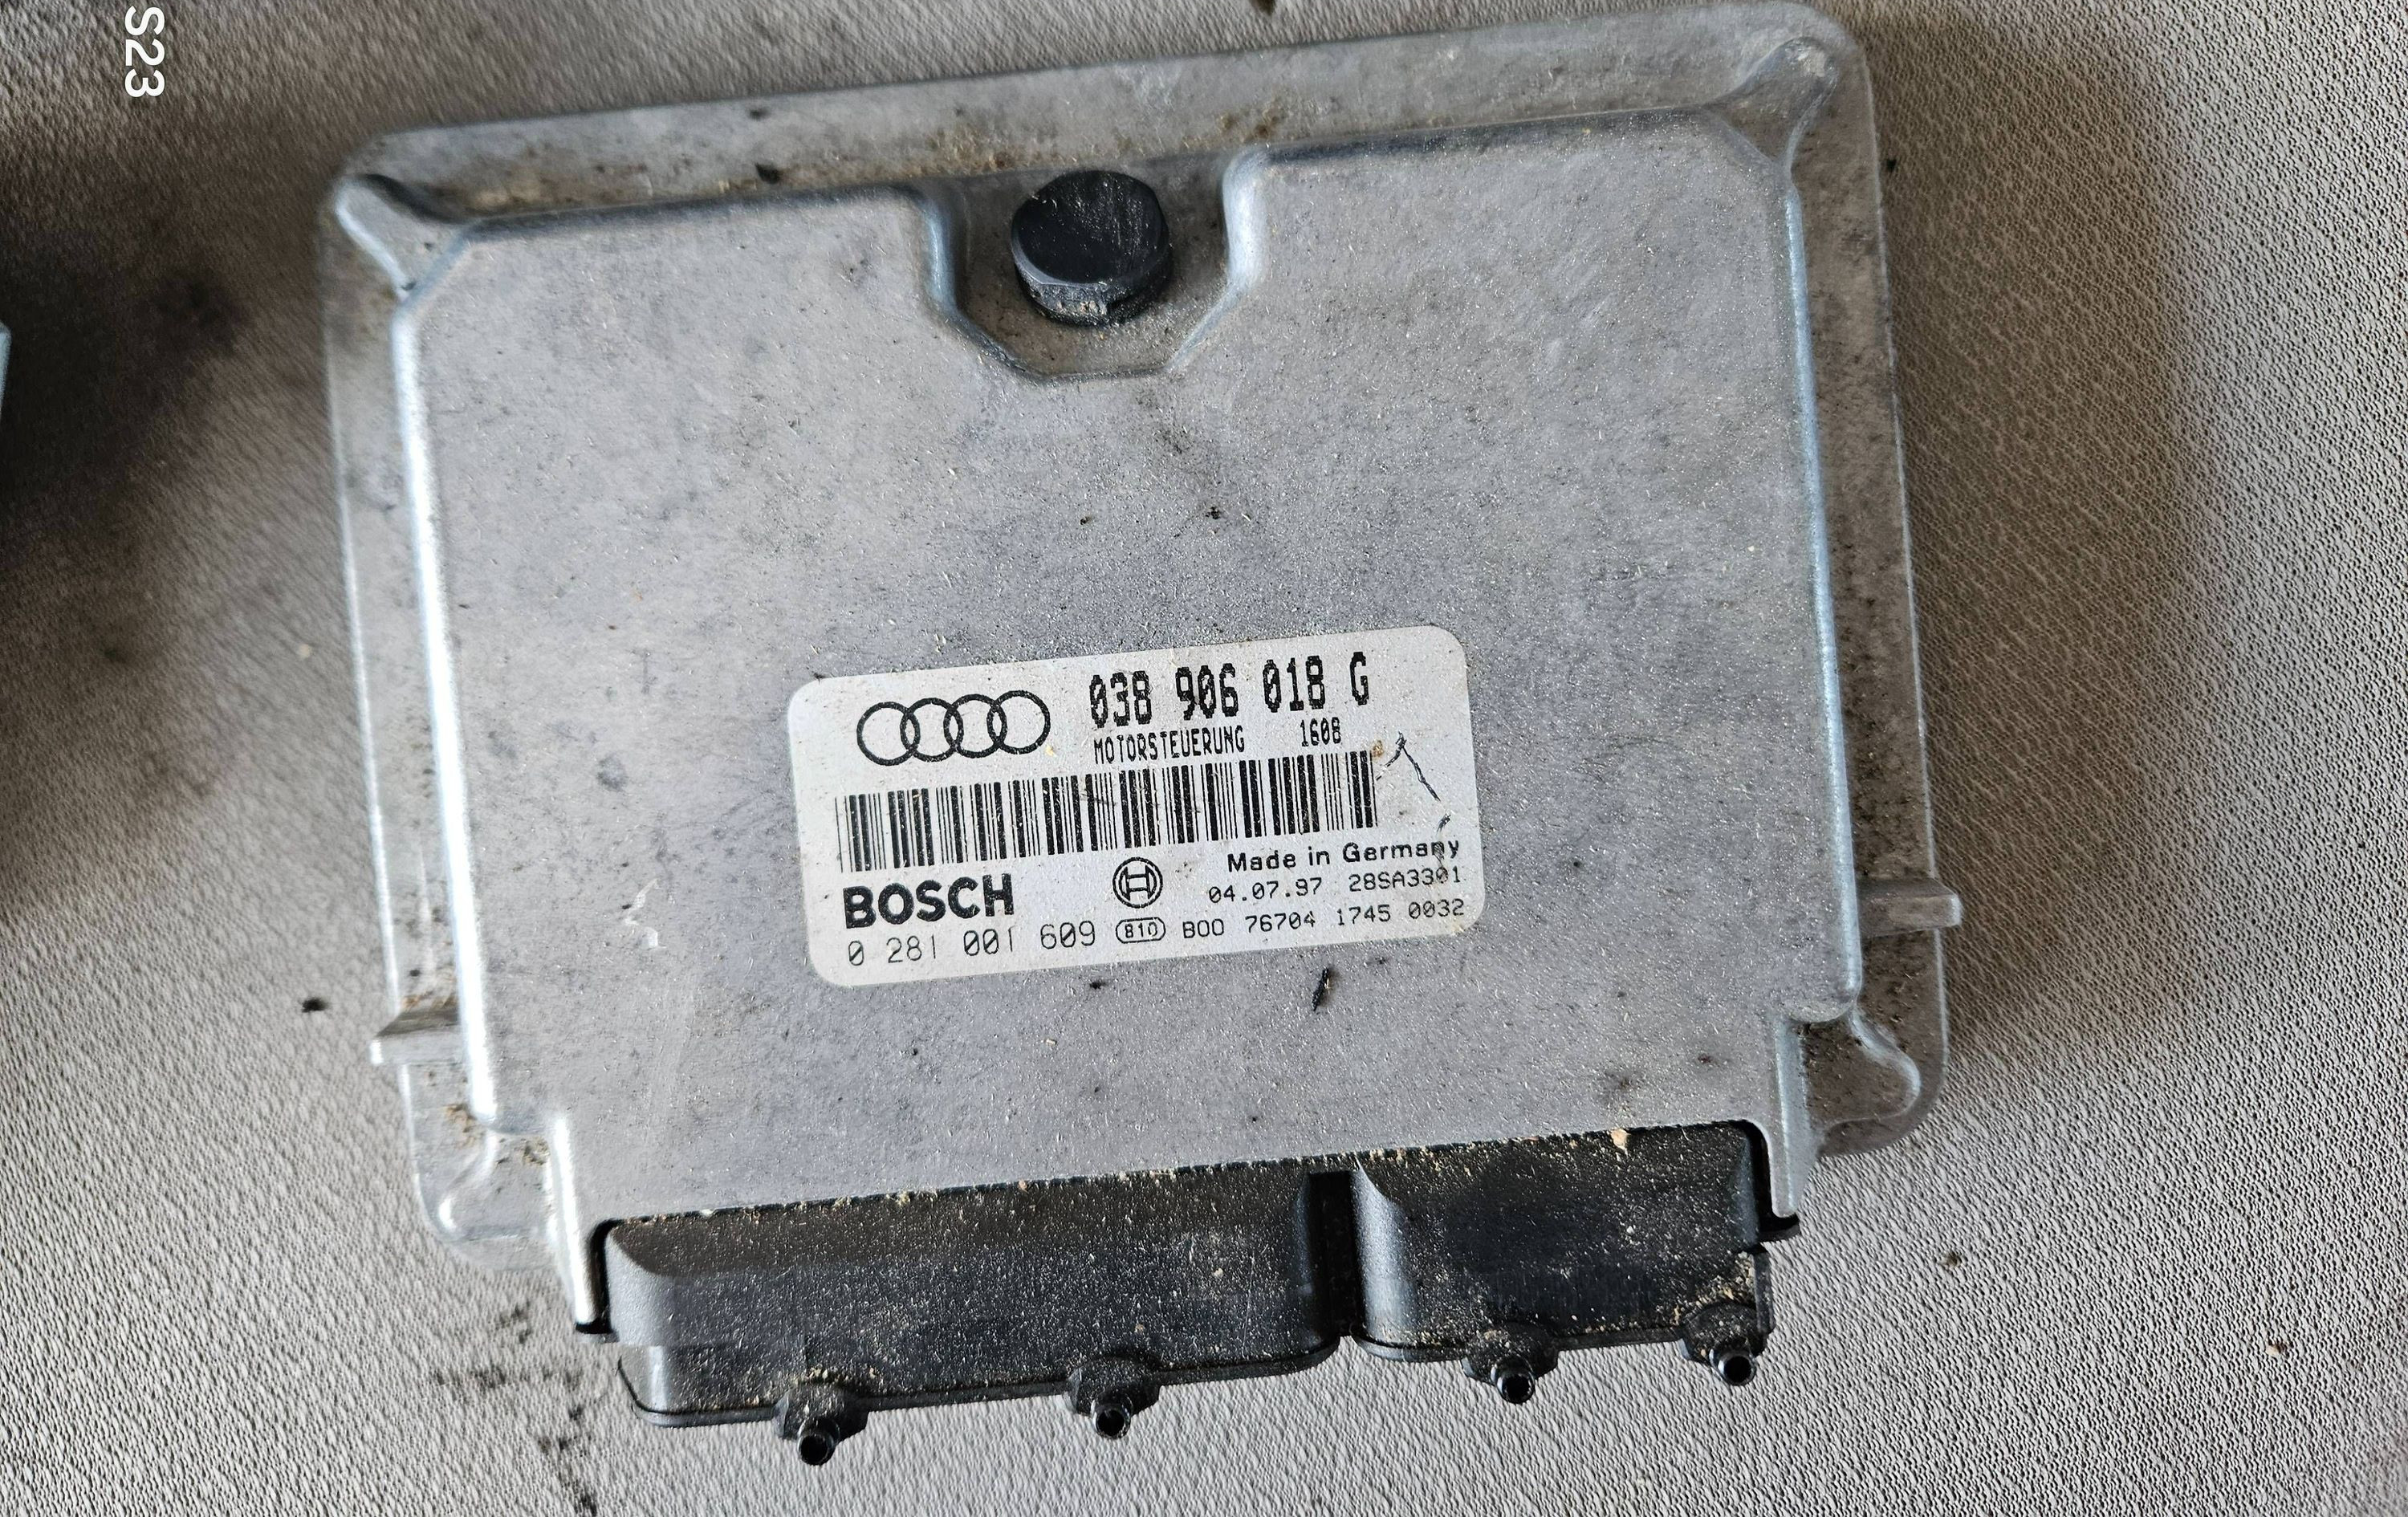 S23
038 906 018 G
MOTORSTEUERUNG 1608
Made in Germany
BOSCH
04.07.97 28SA3301
0 281 001 609 810 B00 76704 1745 0032